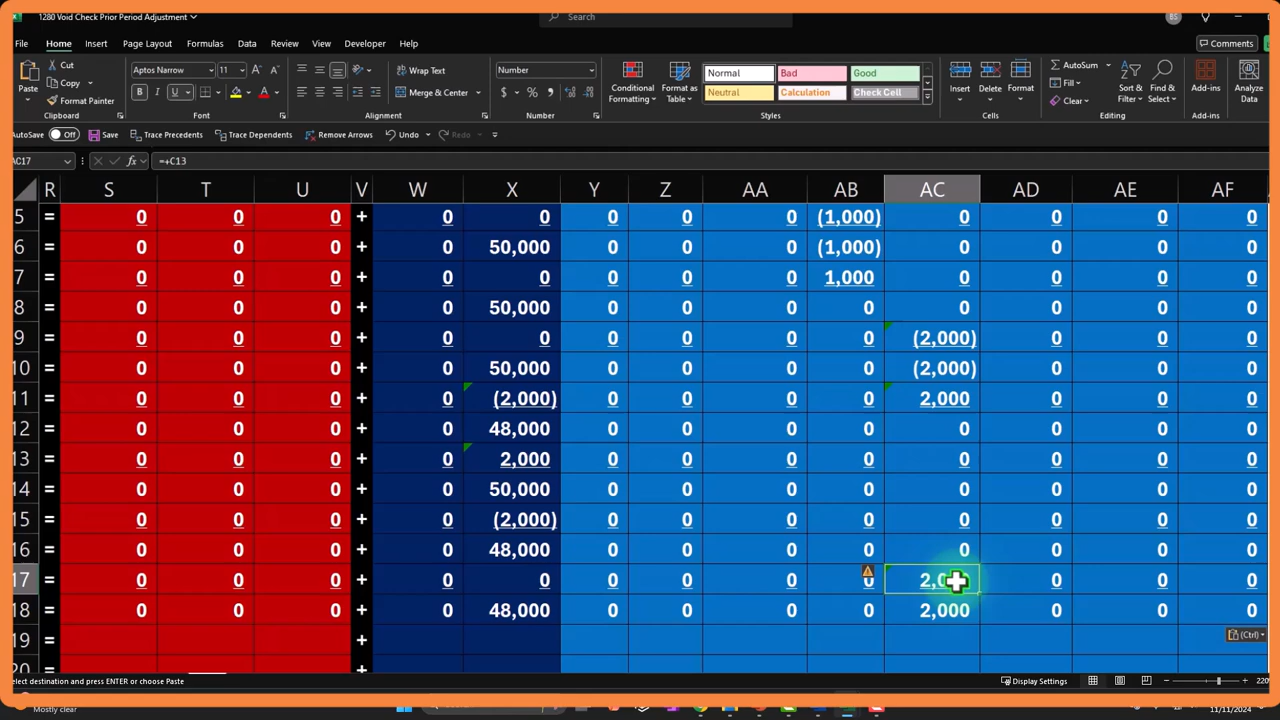 1280 Void Check Prior Period Adjustment
Search
BS
File Home Insert Page Layout Formulas Data Review View Developer Help Comments
Paste Cut Copy Format Painter Clipboard
Aptos Narrow 11 Font
Wrap Text Merge & Center Alignment
Number Number
Conditional Formatting Format as Table Normal Bad Good Neutral Calculation Check Cell Styles
Insert Delete Format Cells
AutoSum Fill Clear Sort & Filter Find & Select Editing
Add-ins Add-ins
Analyze Data
AutoSave Off Save Trace Precedents Trace Dependents Remove Arrows Undo Redo
AC17 fx =+C13
R S T U V W X Y Z AA AB AC AD AE AF
5 = 0 0 0 + 0 0 0 0 0 (1,000) 0 0 0 0
6 = 0 0 0 + 0 50,000 0 0 0 (1,000) 0 0 0 0
7 = 0 0 0 + 0 0 0 0 0 1,000 0 0 0 0
8 = 0 0 0 + 0 50,000 0 0 0 0 0 0 0 0
9 = 0 0 0 + 0 0 0 0 0 0 (2,000) 0 0 0
10 = 0 0 0 + 0 50,000 0 0 0 0 (2,000) 0 0 0
11 = 0 0 0 + 0 (2,000) 0 0 0 0 2,000 0 0 0
12 = 0 0 0 + 0 48,000 0 0 0 0 0 0 0 0
13 = 0 0 0 + 0 2,000 0 0 0 0 0 0 0 0
14 = 0 0 0 + 0 50,000 0 0 0 0 0 0 0 0
15 = 0 0 0 + 0 (2,000) 0 0 0 0 0 0 0 0
16 = 0 0 0 + 0 48,000 0 0 0 0 0 0 0 0
17 = 0 0 0 + 0 0 0 0 0 0 2,0 0 0 0
18 = 0 0 0 + 0 48,000 0 0 0 0 2,000 0 0 0
19 = +
20 = +
(Ctrl)
Select destination and press ENTER or choose Paste Display Settings 220
Mostly clear 11/11/2024